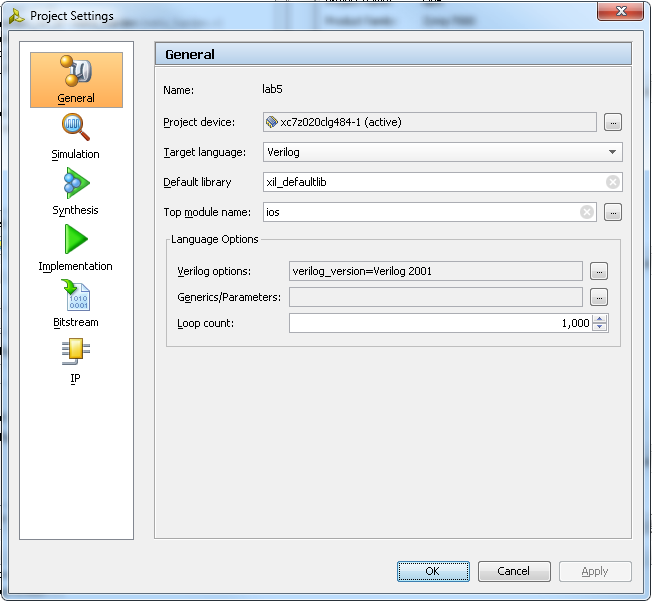 Project Settings
General
Simulation
Synthesis
Implementation
Bitstream
IP
General
Name: lab5
Project device: xc7z020clg484-1 (active) ...
Target language: Verilog
Default library xil_defaultlib
Top module name: ios ...
Language Options
Verilog options: verilog_version=Verilog 2001 ...
Generics/Parameters: ...
Loop count: 1,000
OK Cancel Apply